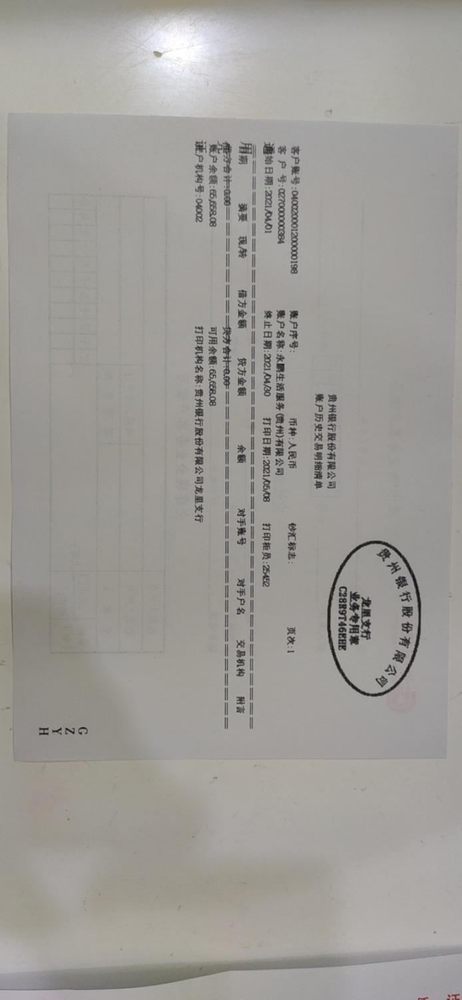 贵州银行股份有限公司
账户历史交易明细清单
贵州银行股份有限公司
龙里支行
业务专用章
C28R9T46EHE
客户账号:0400200001200000198 账户序号: 币种:人民币 钞汇标志: 页次:1
客 户 号:027000000384 账户名称:永鹏生活服务(贵州)有限公司
起始日期:2021/04/01 终止日期:2021/04/30 打印日期:2021/05/08 打印柜员:25452
日期 摘要 现/转 借方金额 贷方金额 余额 对手账号 对手户名 交易机构 附言
借方合计:0.00 贷方合计:0.00
账户余额:65,658.08 可用余额:65,658.08
开户机构号:04002 打印机构名称:贵州银行股份有限公司龙里支行
通
用
凭
证
G
Z
Y
H